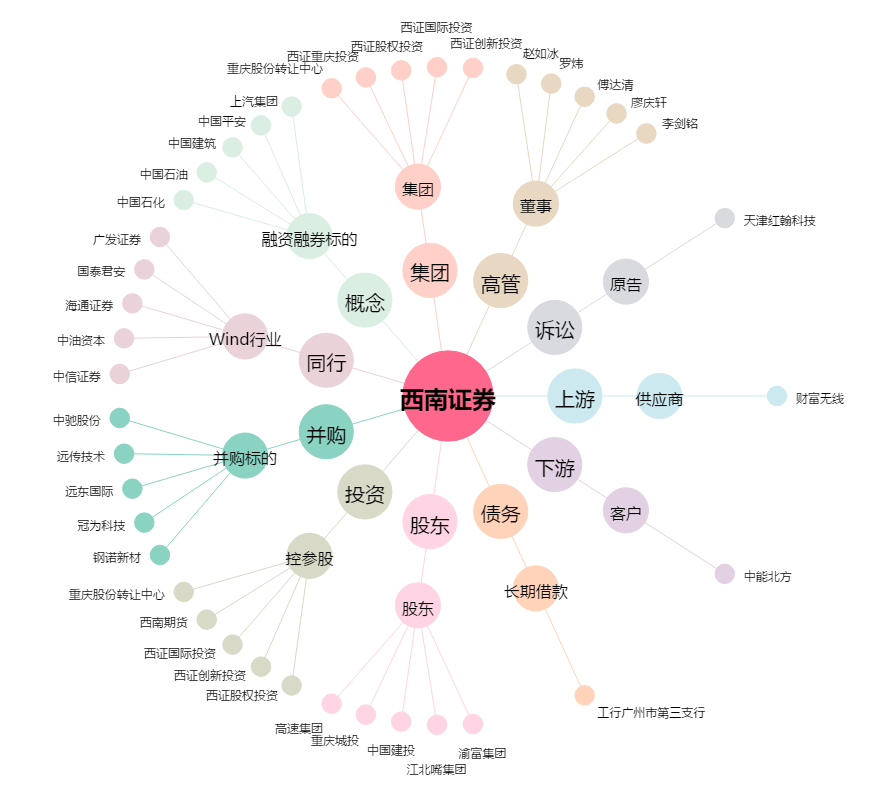 西证国际投资
西证股权投资
西证创新投资
西证重庆投资
重庆股份转让中心
赵如冰
罗炜
傅达清
廖庆轩
李剑铭
上汽集团
中国平安
中国建筑
中国石油
中国石化
集团
董事
天津红翰科技
融资融券标的
广发证券
国泰君安
海通证券
中油资本
中信证券
集团
高管
原告
概念
诉讼
Wind行业
同行
西南证券
上游
供应商
财富无线
并购
并购标的
中驰股份
远传技术
远东国际
冠为科技
钢诺新材
下游
投资
股东
债务
客户
控参股
长期借款
中能北方
重庆股份转让中心
西南期货
西证国际投资
西证创新投资
西证股权投资
股东
高速集团
重庆城投
中国建投
江北嘴集团
渝富集团
工行广州市第三支行